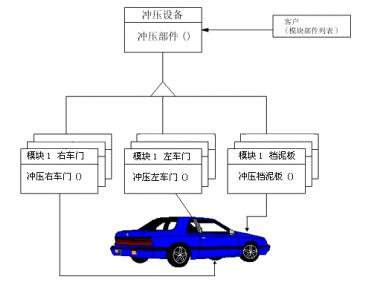 冲压设备
冲压部件 ()
客户
(模块部件列表)
模块 1 右车门
冲压右车门 ()
模块 1 左车门
冲压左车门 ()
模块 1 档泥板
冲压档泥板 ()